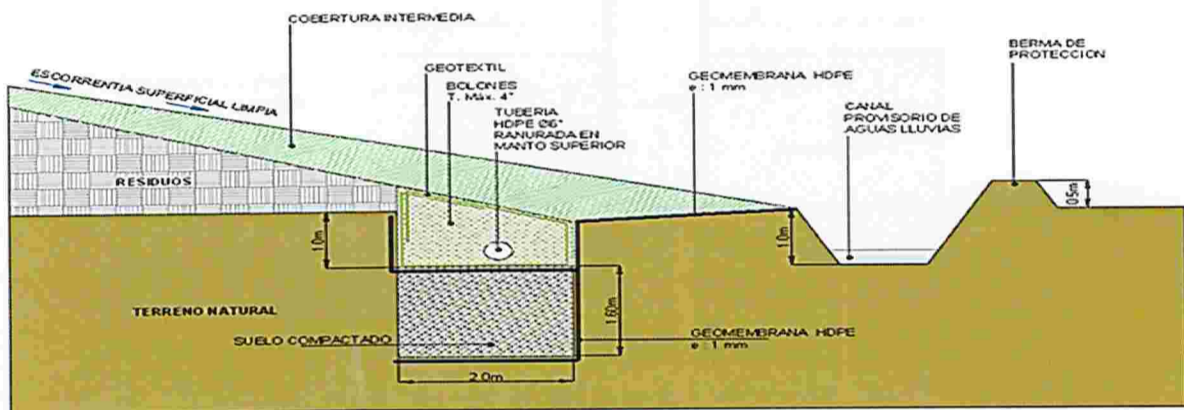 COBERTURA INTERMEDIA
BERMA DE
PROTECCION
ESCORRENTIA SUPERFICIAL LIMPIA
GEOTEXTIL
BOLONES
T. Máx. 4"
TUBERIA
HDPE Ø6"
RANURADA EN
MANTO SUPERIOR
GEOMEMBRANA HDPE
e : 1 mm
CANAL
PROVISORIO DE
AGUAS LLUVIAS
RESIDUOS
0.5m
1.0m
1.0m
TERRENO NATURAL
1.60m
SUELO COMPACTADO
GEOMEMBRANA HDPE
e : 1 mm
2.0m